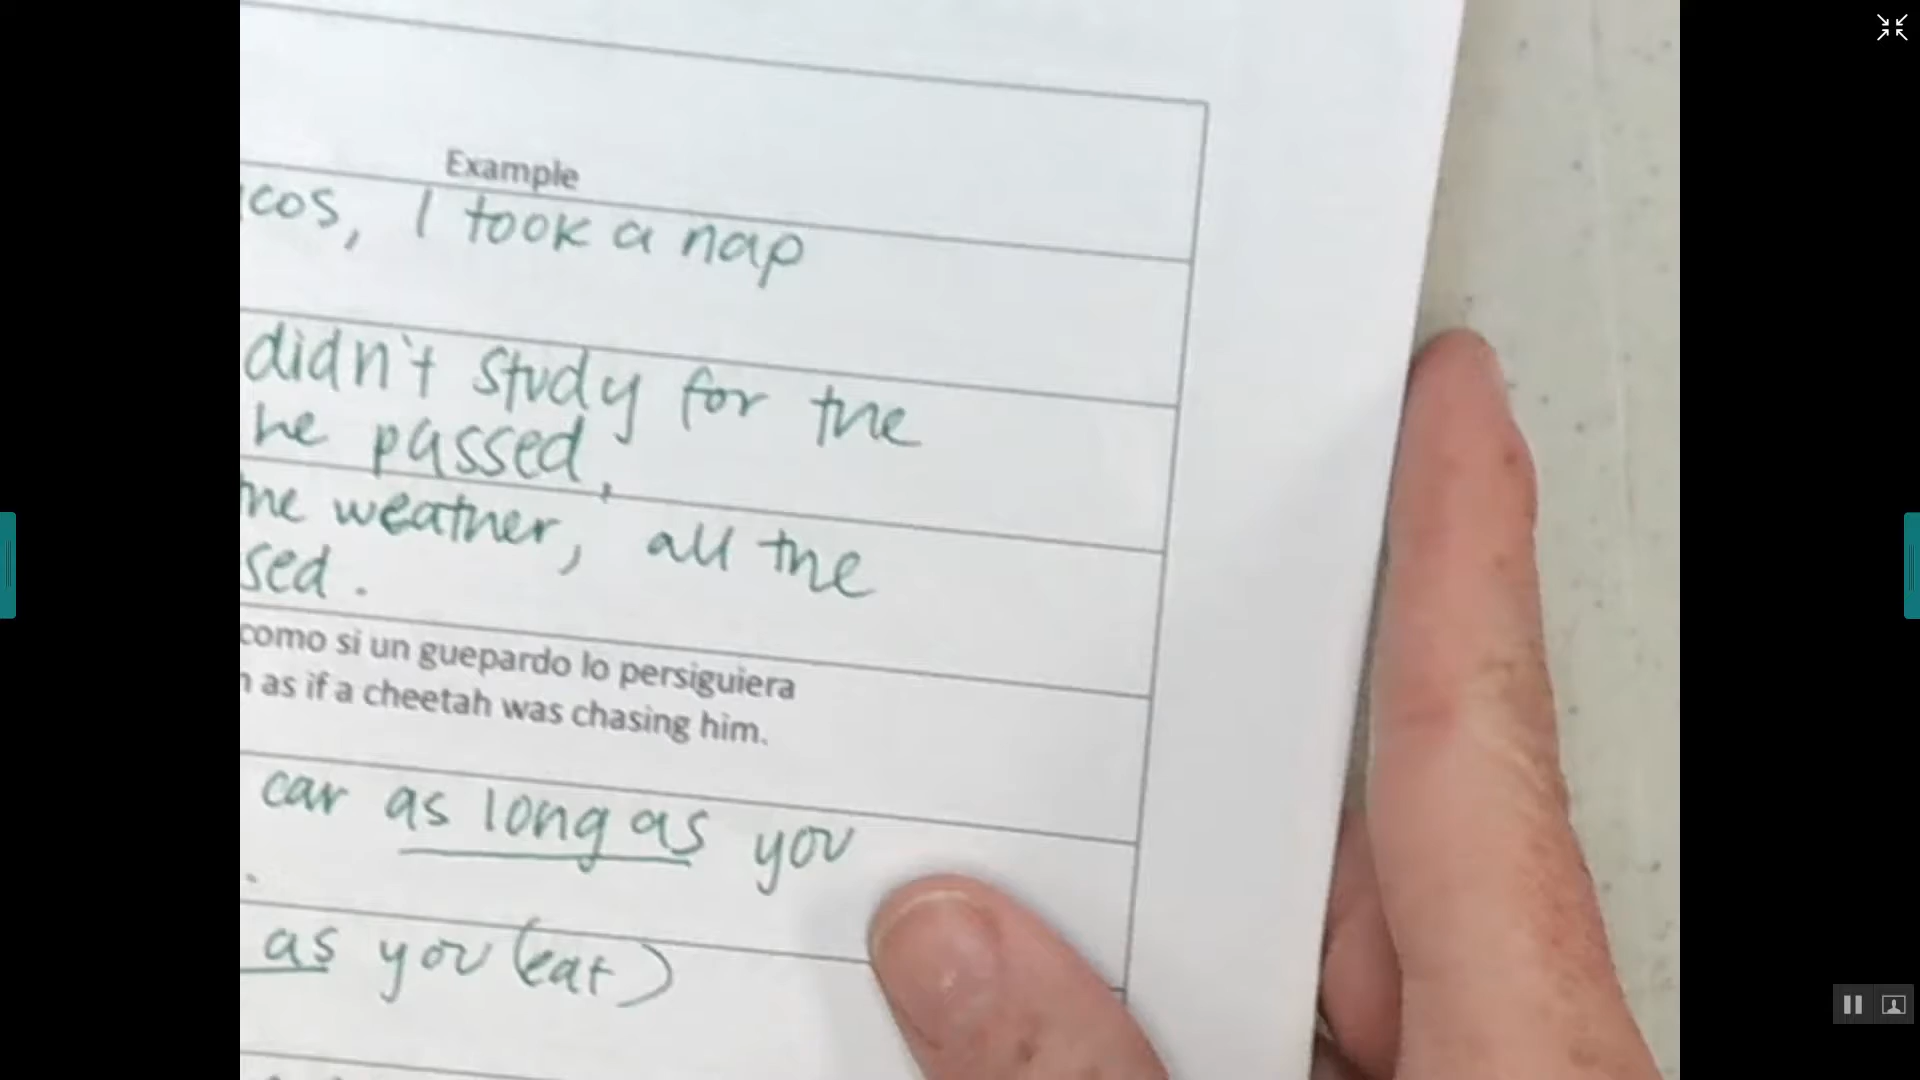 Example
cos, I took a nap
didn't study for the
he passed,
the weather, all the
sed.
como si un guepardo lo persiguiera
as if a cheetah was chasing him.
car as long as you
as you (eat)